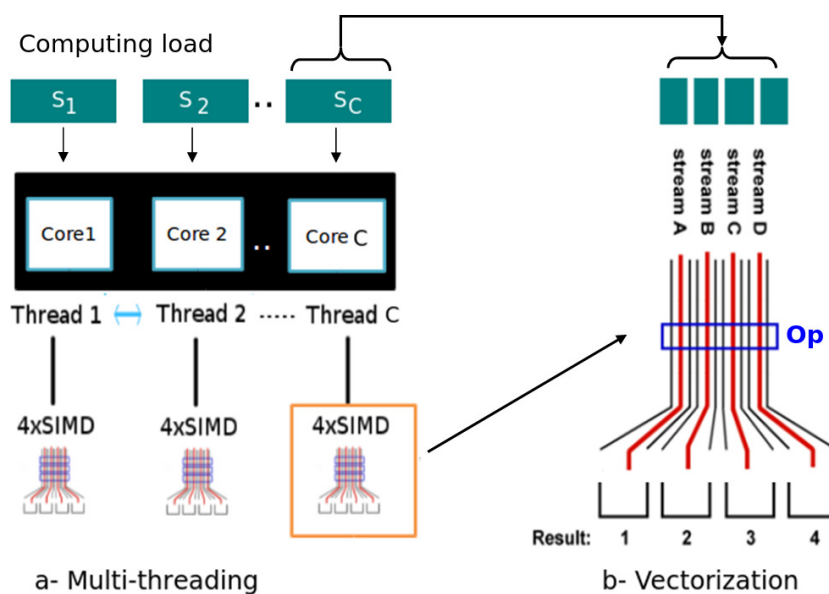 Computing load
S1 S2 .. SC
Core1 Core 2 .. Core C
Thread 1 Thread 2 ----- Thread C
4xSIMD 4xSIMD 4xSIMD
a- Multi-threading
stream A
stream B
stream C
stream D
Op
Result: 1 2 3 4
b- Vectorization